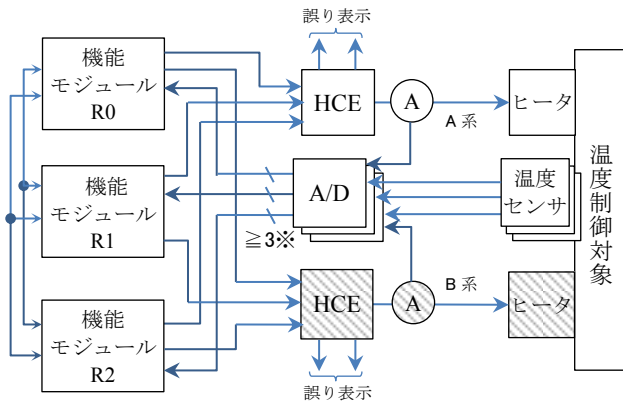 誤り表示
機能
モジュール
R0
HCE
A
A 系
ヒータ
機能
モジュール
R1
A/D
≧3※
温度
センサ
温度制御対象
機能
モジュール
R2
HCE
A
B 系
ヒータ
誤り表示